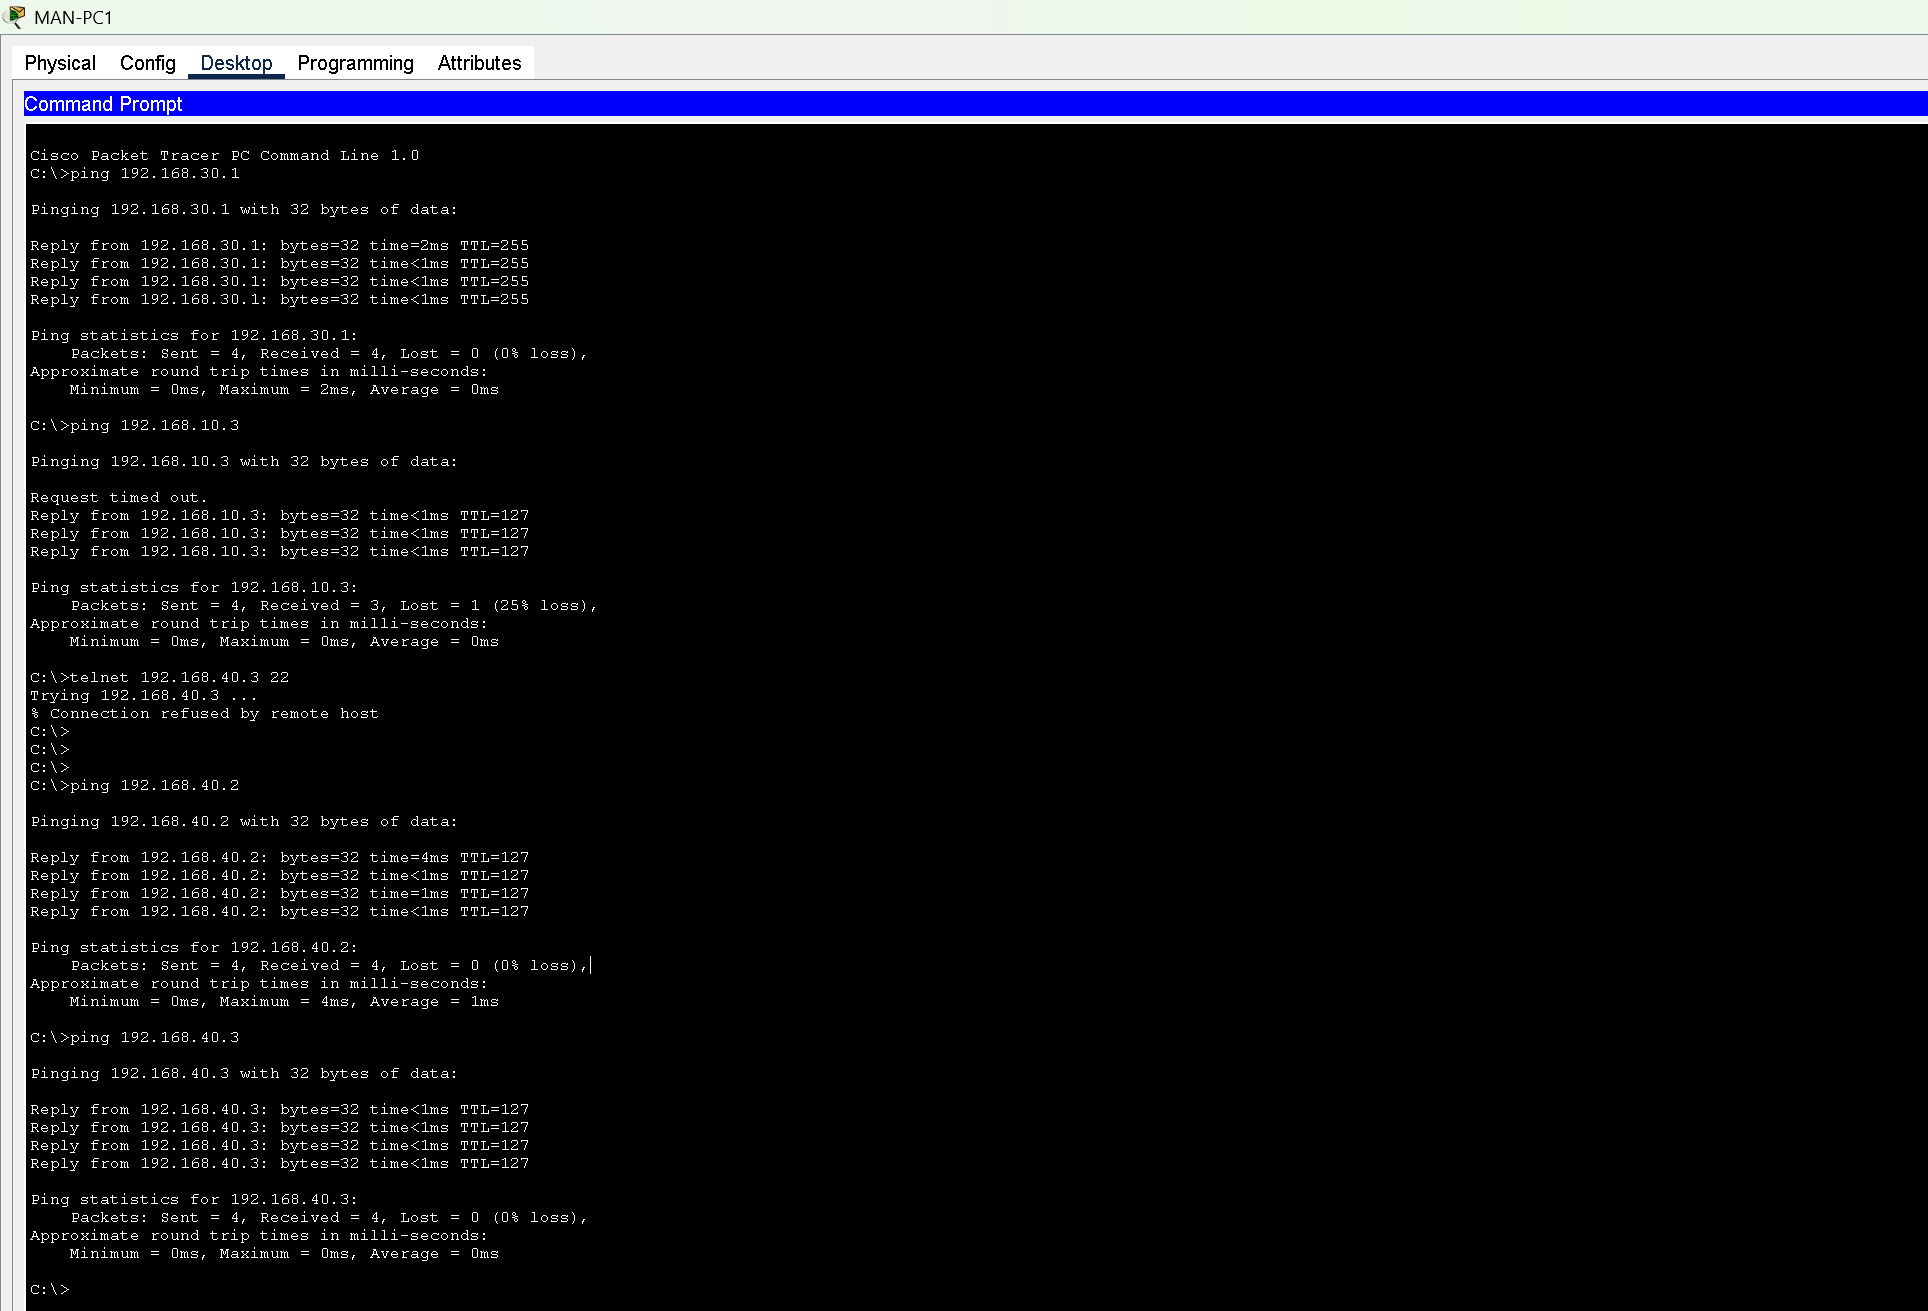 MAN-PC1
Physical Config Desktop Programming Attributes
Command Prompt
Cisco Packet Tracer PC Command Line 1.0
C:\>ping 192.168.30.1
Pinging 192.168.30.1 with 32 bytes of data:
Reply from 192.168.30.1: bytes=32 time=2ms TTL=255
Reply from 192.168.30.1: bytes=32 time<1ms TTL=255
Reply from 192.168.30.1: bytes=32 time<1ms TTL=255
Reply from 192.168.30.1: bytes=32 time<1ms TTL=255
Ping statistics for 192.168.30.1:
Packets: Sent = 4, Received = 4, Lost = 0 (0% loss),
Approximate round trip times in milli-seconds:
Minimum = 0ms, Maximum = 2ms, Average = 0ms
C:\>ping 192.168.10.3
Pinging 192.168.10.3 with 32 bytes of data:
Request timed out.
Reply from 192.168.10.3: bytes=32 time<1ms TTL=127
Reply from 192.168.10.3: bytes=32 time<1ms TTL=127
Reply from 192.168.10.3: bytes=32 time<1ms TTL=127
Ping statistics for 192.168.10.3:
Packets: Sent = 4, Received = 3, Lost = 1 (25% loss),
Approximate round trip times in milli-seconds:
Minimum = 0ms, Maximum = 0ms, Average = 0ms
C:\>telnet 192.168.40.3 22
Trying 192.168.40.3 ...
% Connection refused by remote host
C:\>
C:\>
C:\>
C:\>ping 192.168.40.2
Pinging 192.168.40.2 with 32 bytes of data:
Reply from 192.168.40.2: bytes=32 time=4ms TTL=127
Reply from 192.168.40.2: bytes=32 time<1ms TTL=127
Reply from 192.168.40.2: bytes=32 time=1ms TTL=127
Reply from 192.168.40.2: bytes=32 time<1ms TTL=127
Ping statistics for 192.168.40.2:
Packets: Sent = 4, Received = 4, Lost = 0 (0% loss),
Approximate round trip times in milli-seconds:
Minimum = 0ms, Maximum = 4ms, Average = 1ms
C:\>ping 192.168.40.3
Pinging 192.168.40.3 with 32 bytes of data:
Reply from 192.168.40.3: bytes=32 time<1ms TTL=127
Reply from 192.168.40.3: bytes=32 time<1ms TTL=127
Reply from 192.168.40.3: bytes=32 time<1ms TTL=127
Reply from 192.168.40.3: bytes=32 time<1ms TTL=127
Ping statistics for 192.168.40.3:
Packets: Sent = 4, Received = 4, Lost = 0 (0% loss),
Approximate round trip times in milli-seconds:
Minimum = 0ms, Maximum = 0ms, Average = 0ms
C:\>